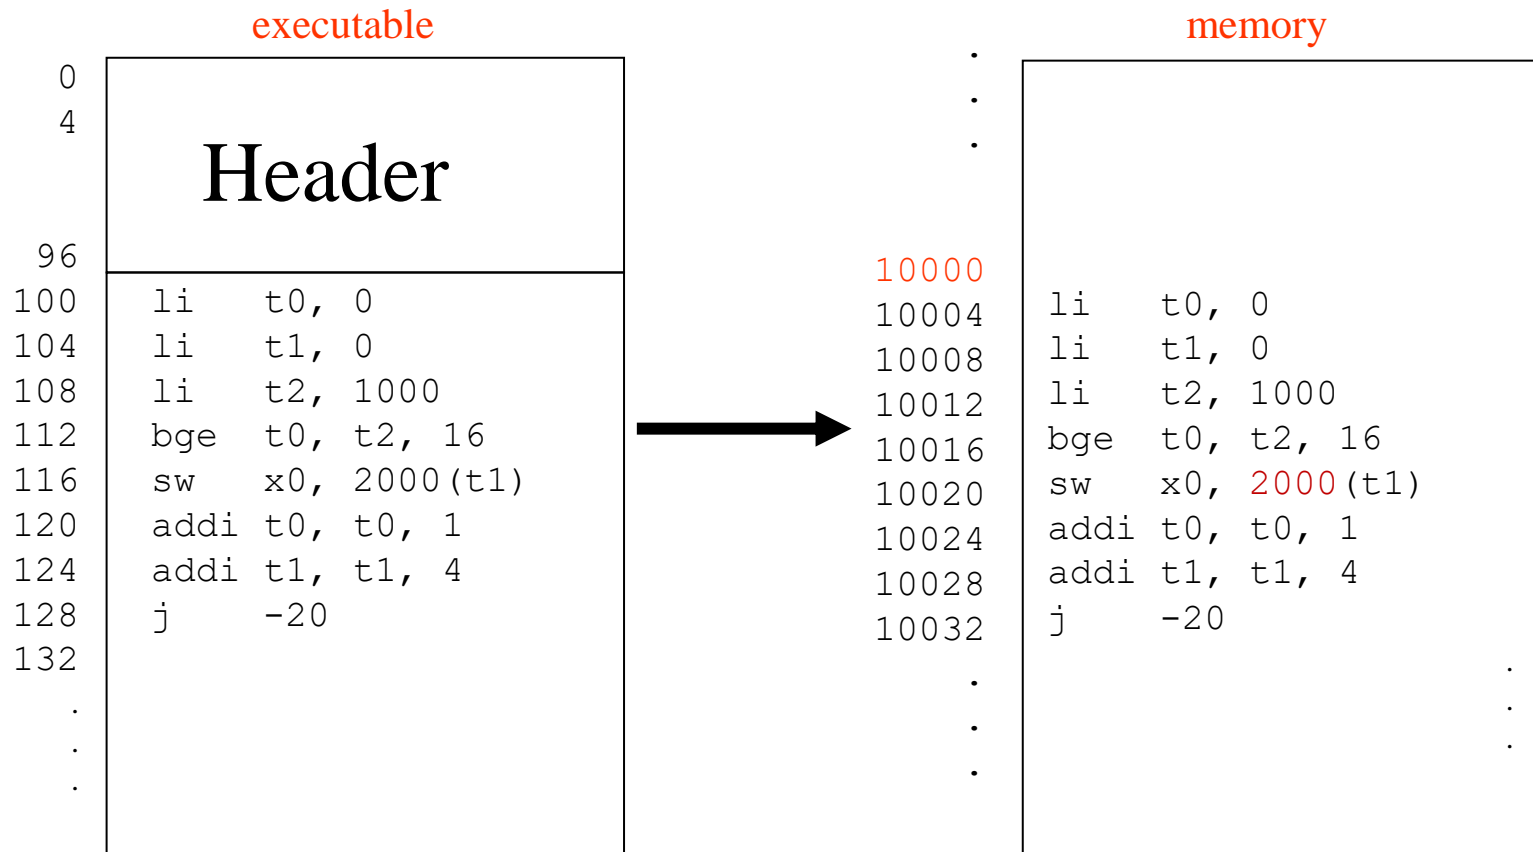 executable
0
4
Header
96
100 li t0, 0
104 li t1, 0
108 li t2, 1000
112 bge t0, t2, 16
116 sw x0, 2000(t1)
120 addi t0, t0, 1
124 addi t1, t1, 4
128 j -20
132
.
.
.
memory
.
.
.
10000
10004 li t0, 0
10008 li t1, 0
10012 li t2, 1000
10016 bge t0, t2, 16
10020 sw x0, 2000(t1)
10024 addi t0, t0, 1
10028 addi t1, t1, 4
10032 j -20
.
.
.
.
.
.